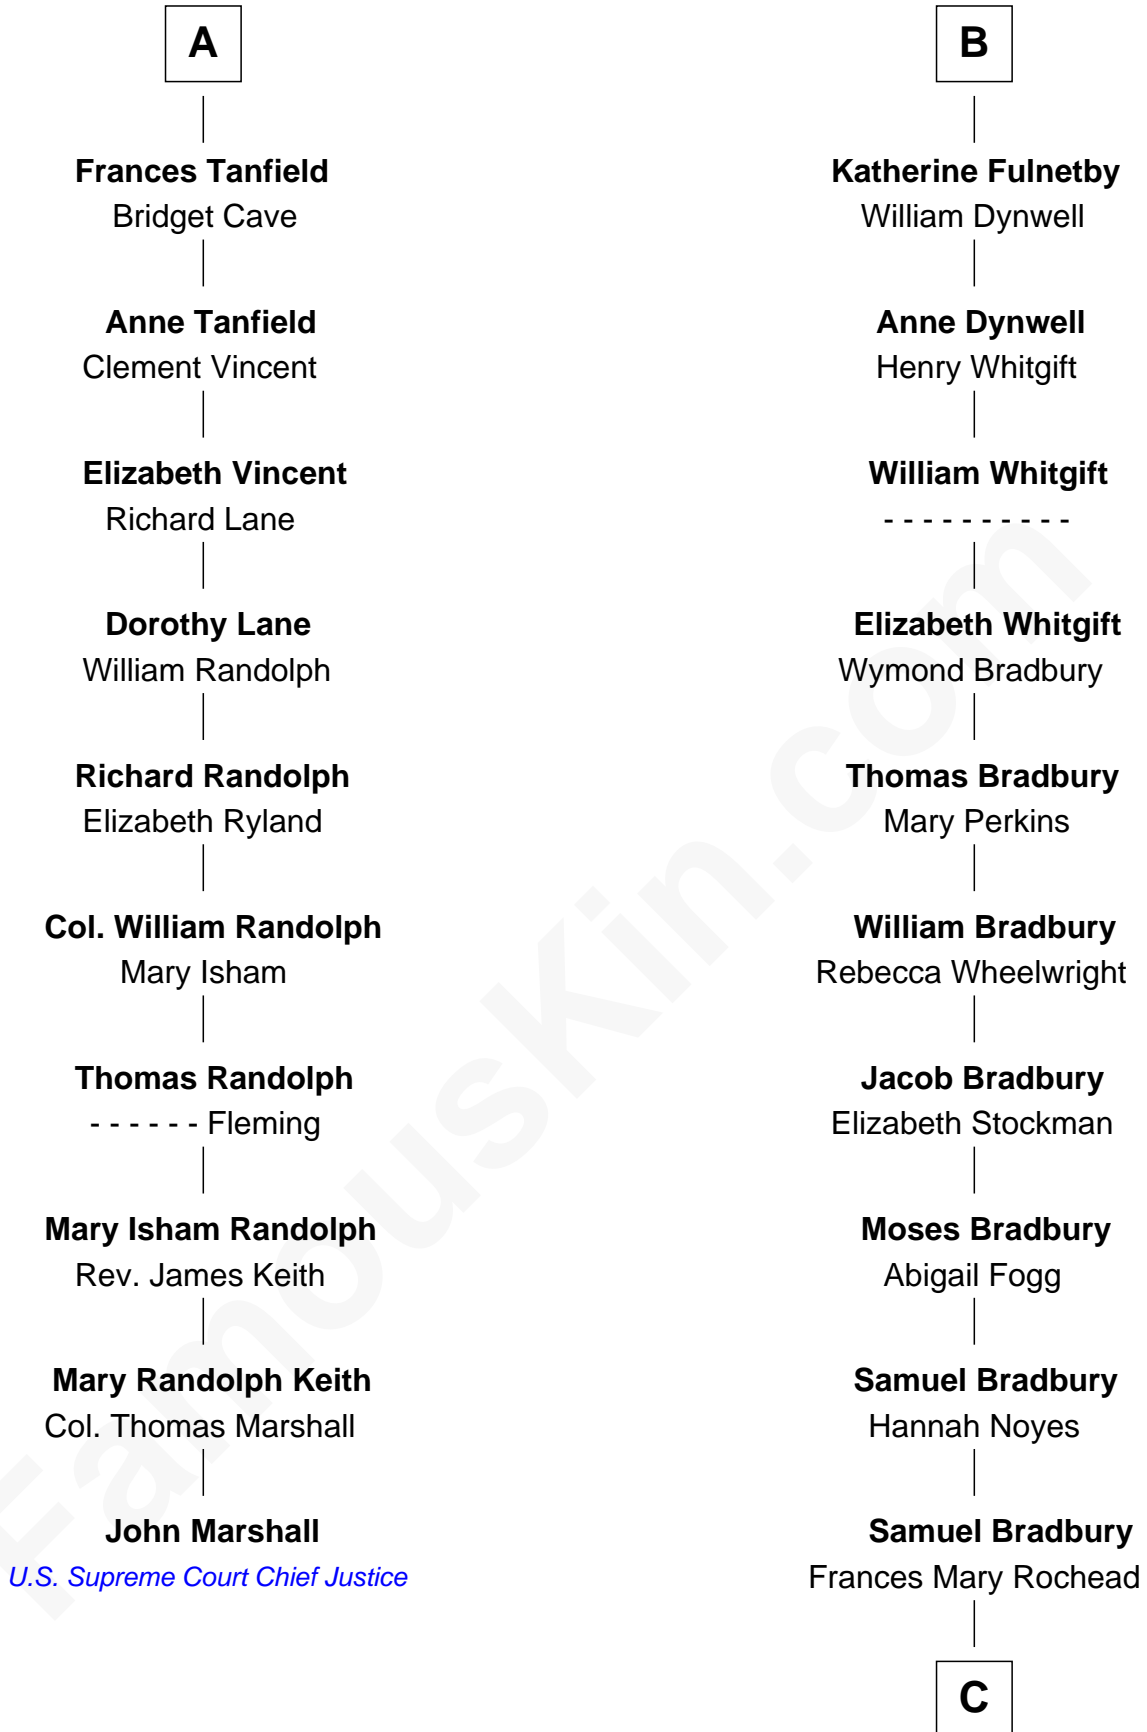 A
Frances Tanfield
Bridget Cave
Anne Tanfield
Clement Vincent
Elizabeth Vincent
Richard Lane
Dorothy Lane
William Randolph
Richard Randolph
Elizabeth Ryland
Col. William Randolph
Mary Isham
Thomas Randolph
- - - - - - Fleming
Mary Isham Randolph
Rev. James Keith
Mary Randolph Keith
Col. Thomas Marshall
John Marshall
U.S. Supreme Court Chief Justice
B
Katherine Fulnetby
William Dynwell
Anne Dynwell
Henry Whitgift
William Whitgift
- - - - - - - - - -
Elizabeth Whitgift
Wymond Bradbury
Thomas Bradbury
Mary Perkins
William Bradbury
Rebecca Wheelwright
Jacob Bradbury
Elizabeth Stockman
Moses Bradbury
Abigail Fogg
Samuel Bradbury
Hannah Noyes
Samuel Bradbury
Frances Mary Rochead
C
FamousKin.com